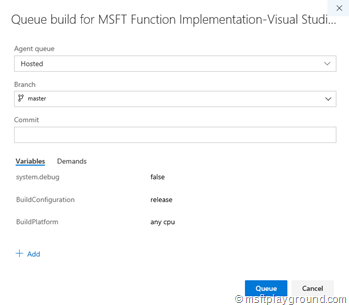 Queue build for MSFT Function Implementation-Visual Studi...
Agent queue
Hosted
Branch
master
Commit
Variables Demands
system.debug false
BuildConfiguration release
BuildPlatform any cpu
+ Add
Queue Cancel
© msftplayground.com